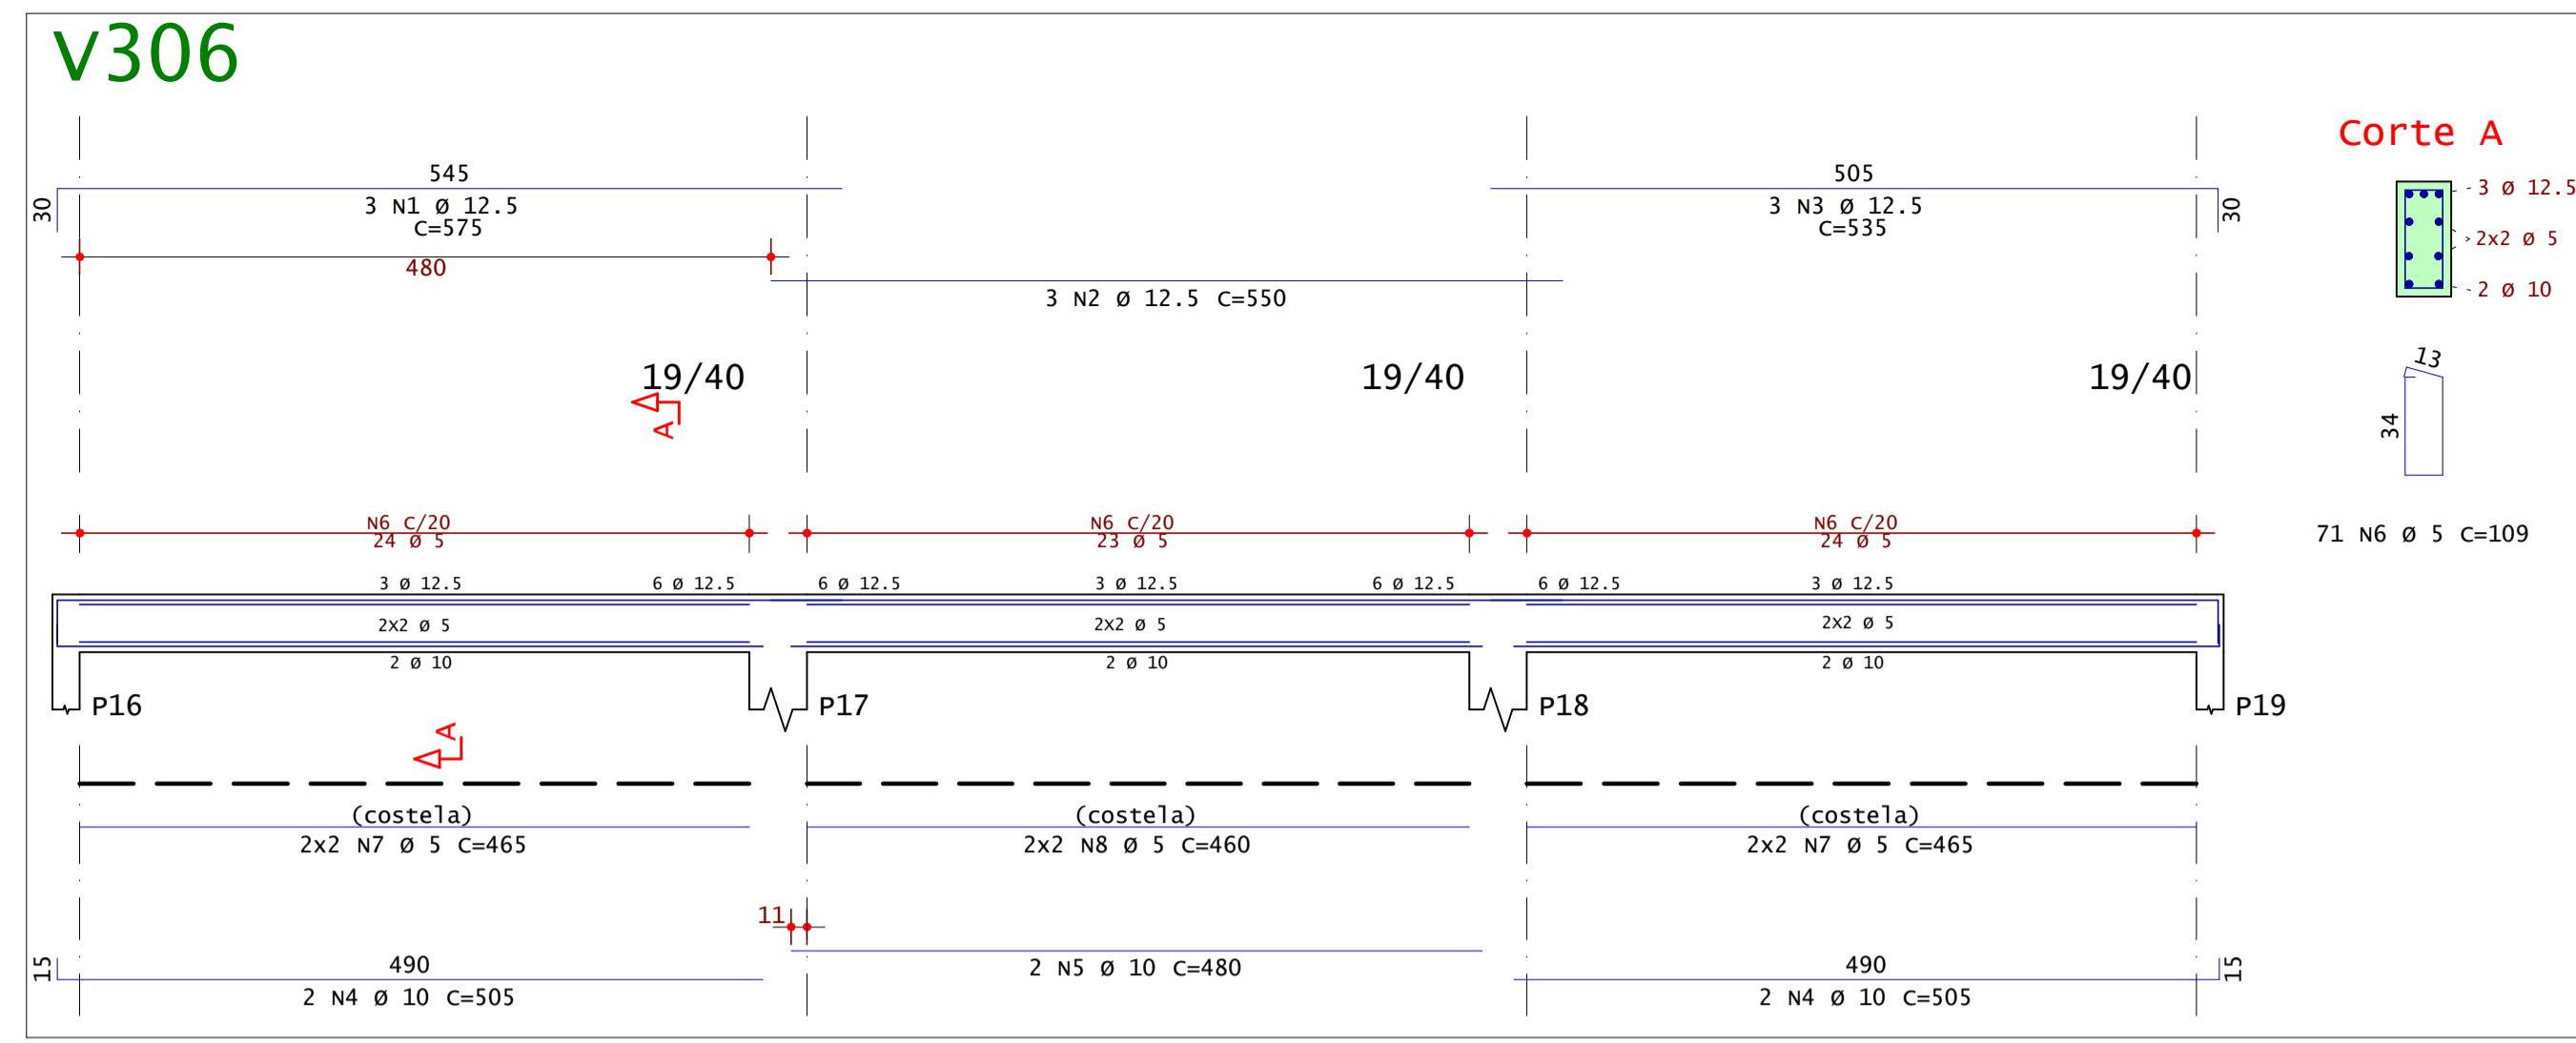 V306
Corte A
545
505
30
3 N1 Ø 12.5
C=575
3 N3 Ø 12.5
C=535
30
3 Ø 12.5
2x2 Ø 5
2 Ø 10
480
3 N2 Ø 12.5 C=550
19/40
19/40
19/40
A
13
34
N6 C/20
24 Ø 5
N6 C/20
23 Ø 5
N6 C/20
24 Ø 5
71 N6 Ø 5 C=109
3 Ø 12.5
6 Ø 12.5
6 Ø 12.5
3 Ø 12.5
6 Ø 12.5
6 Ø 12.5
3 Ø 12.5
2x2 Ø 5
2x2 Ø 5
2x2 Ø 5
2 Ø 10
2 Ø 10
2 Ø 10
P16
P17
P18
P19
A
(costela)
2x2 N7 Ø 5 C=465
(costela)
2x2 N8 Ø 5 C=460
(costela)
2x2 N7 Ø 5 C=465
11
15
490
2 N4 Ø 10 C=505
2 N5 Ø 10 C=480
490
2 N4 Ø 10 C=505
15